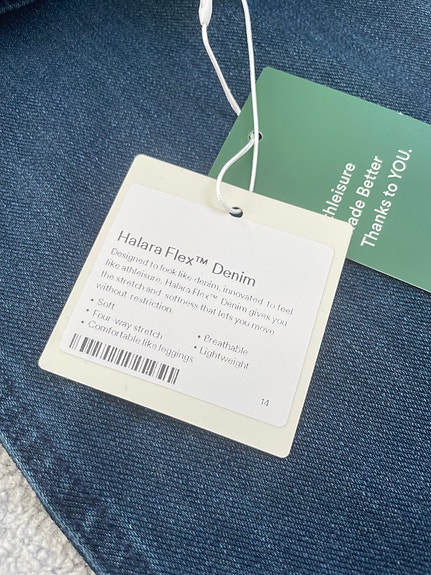 Halara Flex™ Denim
Designed to look like denim, innovated to feel
like athleisure, Halara Flex™ Denim gives you
the stretch and softness that lets you move
without restriction.
• Soft
• Four-way stretch
• Comfortable like leggings
• Breathable
• Lightweight
14
thleisure
ade Better
Thanks to YOU.